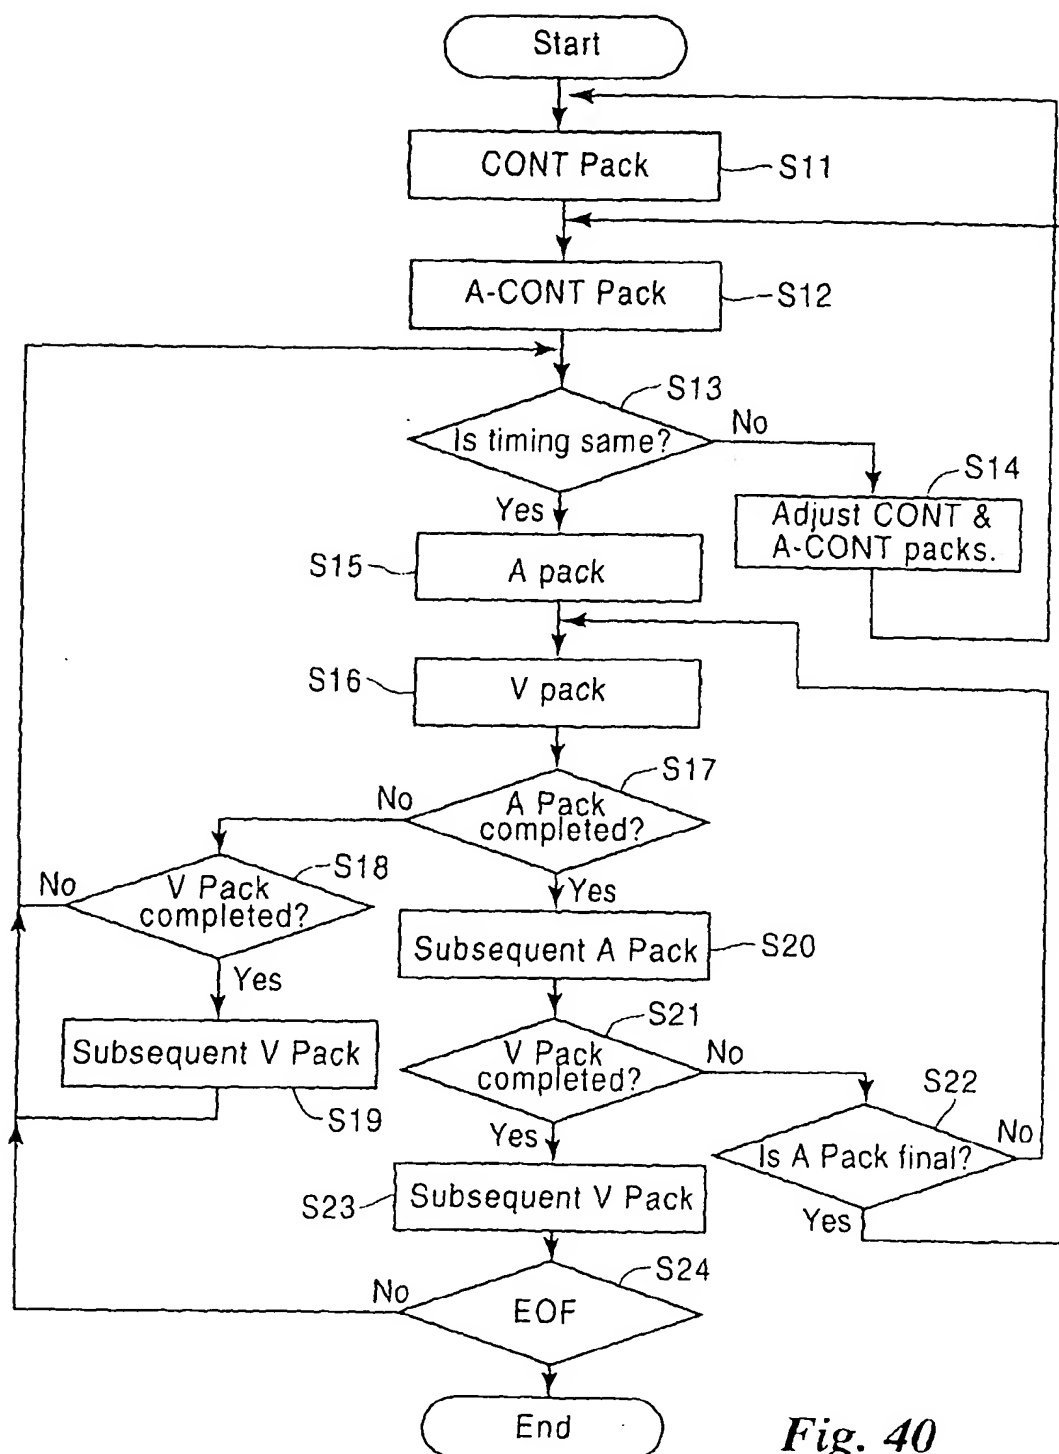 Start
CONT Pack
S11
A-CONT Pack
S12
S13
Is timing same?
No
S14
Adjust CONT &
A-CONT packs.
Yes
S15
A pack
S16
V pack
S17
No
A Pack
completed?
S18
No
V Pack
completed?
Yes
Yes
Subsequent A Pack
S20
Subsequent V Pack
S19
S21
V Pack
completed?
No
S22
Is A Pack final?
No
Yes
Yes
S23
Subsequent V Pack
S24
No
EOF
End
Fig. 40